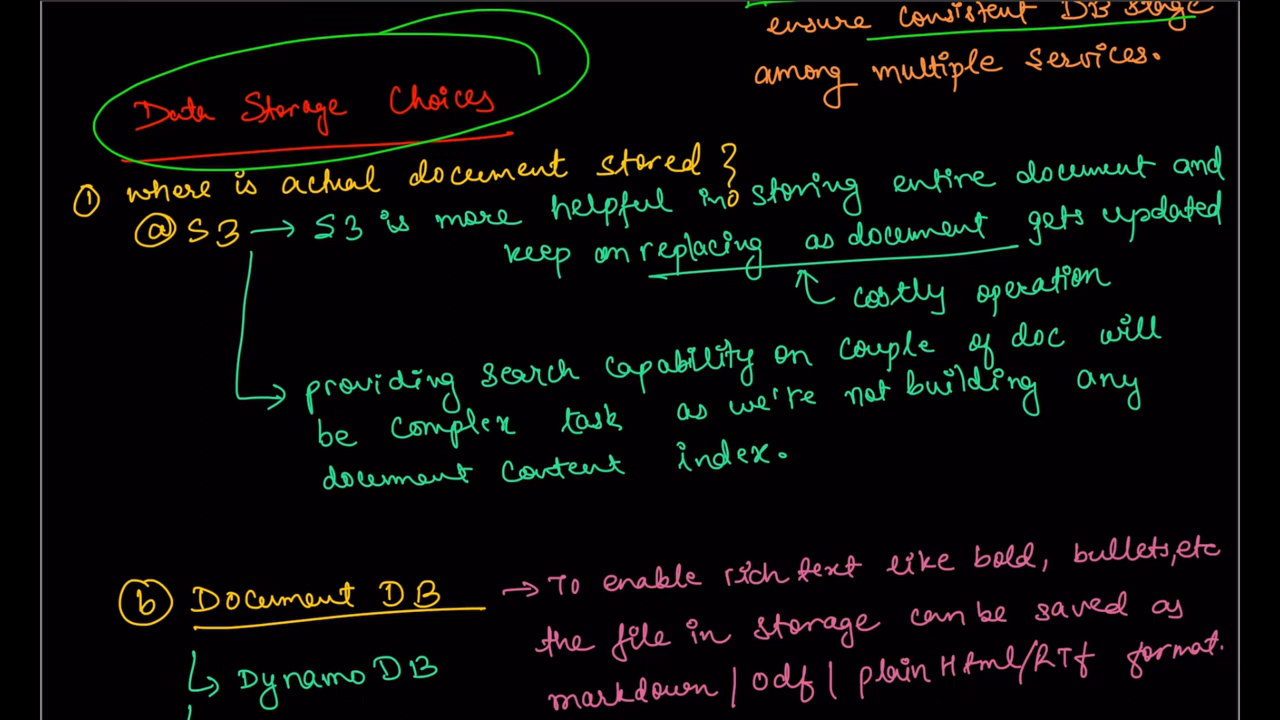 ensure consistent DB stage
among multiple services.
Data Storage Choices
① where is actual document stored?
ⓐ S3 → S3 is more helpful in storing entire document and
keep on replacing as document gets updated
costly operation
→ providing search capability on couple of doc will
be complex task as we're not building any
document content index.
ⓑ Document DB → To enable rich text like bold, bullets, etc
the file in storage can be saved as
markdown | odf | plain Html/RTf format.
↳ Dynamo DB